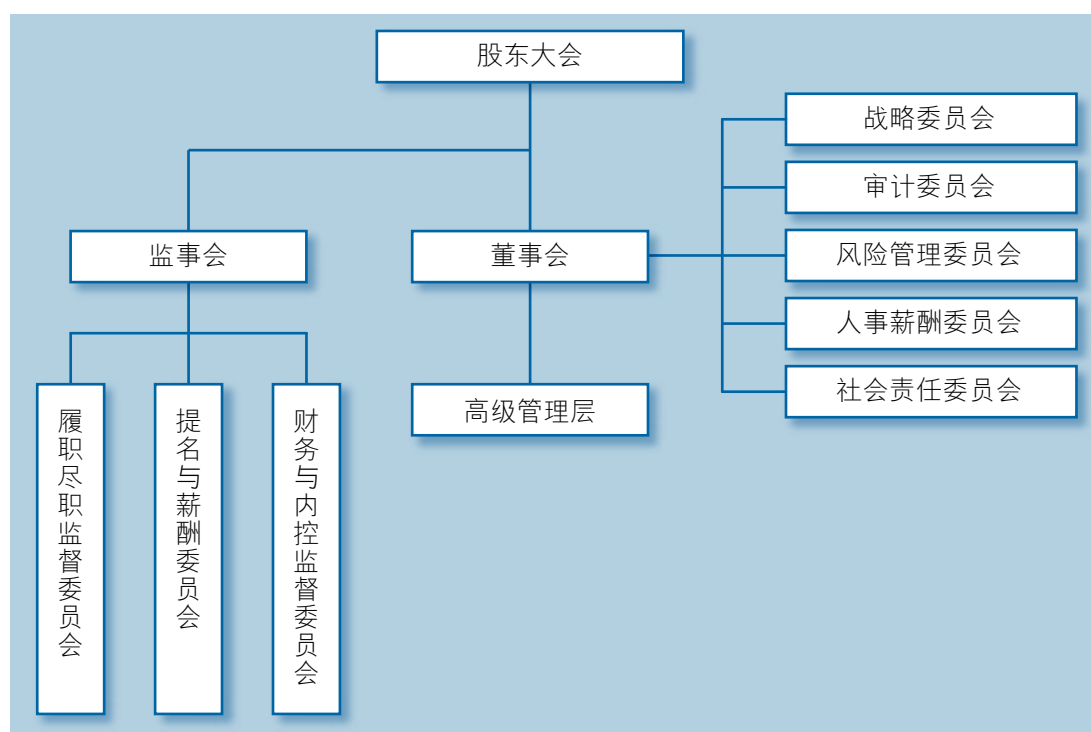 股东大会
战略委员会
审计委员会
监事会
董事会
风险管理委员会
人事薪酬委员会
高级管理层
社会责任委员会
履职尽职监督委员会
提名与薪酬委员会
财务与内控监督委员会